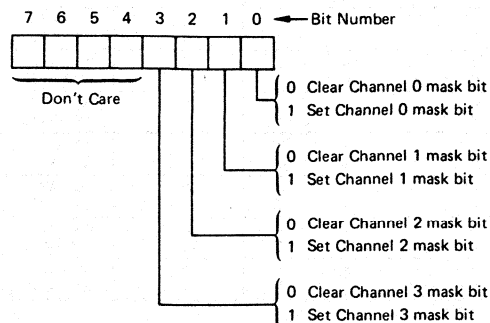 7 6 5 4 3 2 1 0 Bit Number
Don't Care
0 Clear Channel 0 mask bit
1 Set Channel 0 mask bit
0 Clear Channel 1 mask bit
1 Set Channel 1 mask bit
0 Clear Channel 2 mask bit
1 Set Channel 2 mask bit
0 Clear Channel 3 mask bit
1 Set Channel 3 mask bit